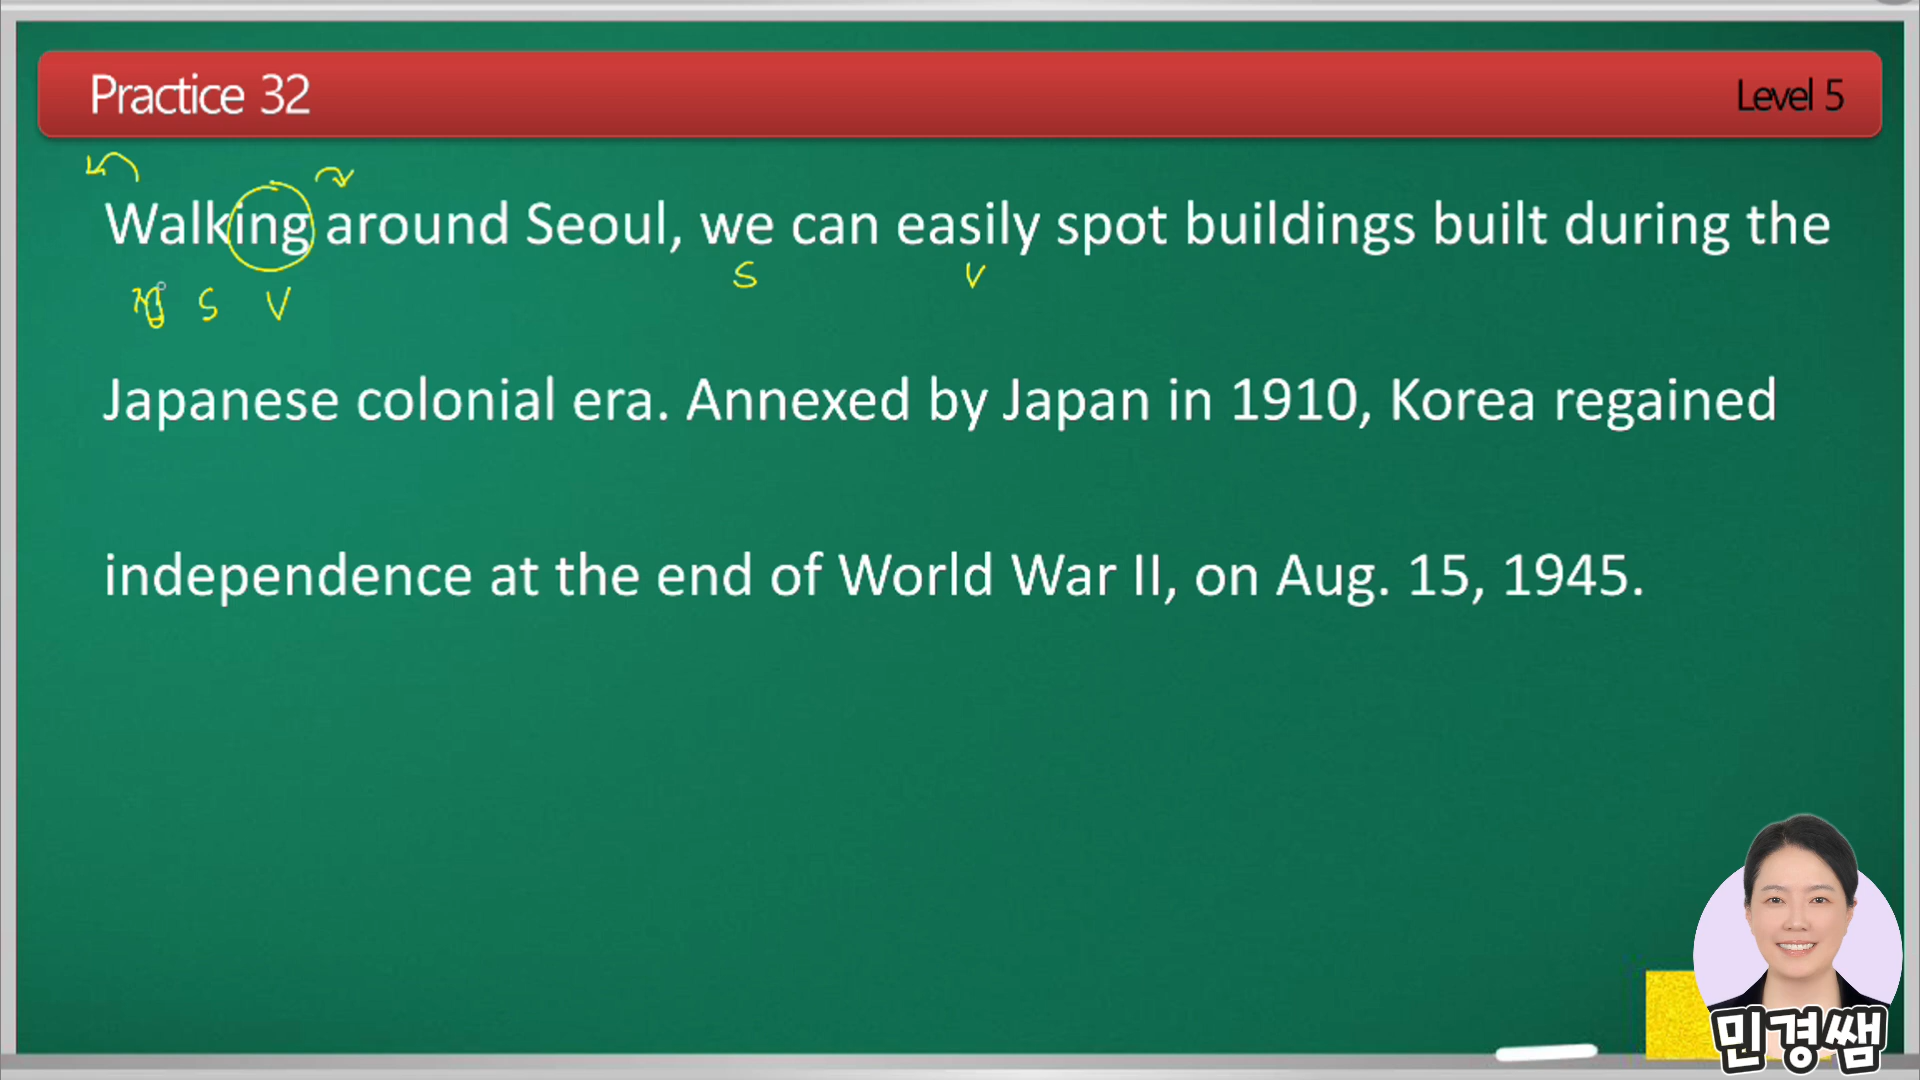 Practice 32
Level 5
Walking around Seoul, we can easily spot buildings built during the
S V
접 S V
Japanese colonial era. Annexed by Japan in 1910, Korea regained
independence at the end of World War II, on Aug. 15, 1945.
민경쌤